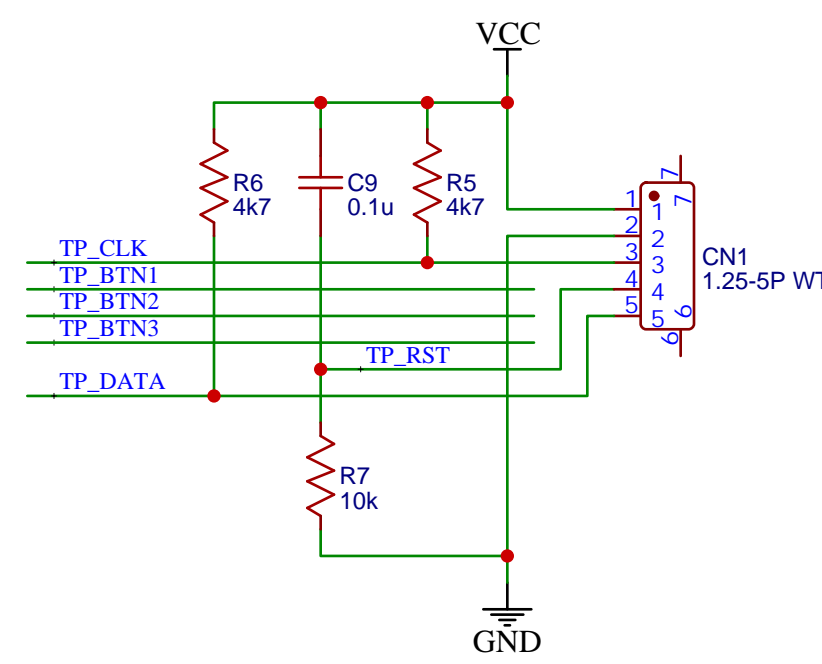 VCC
R6
4k7
C9
0.1u
R5
4k7
7
7
1
1
2
2
3
3
4
4
5
5
6
6
CN1
1.25-5P WT
TP_CLK
TP_BTN1
TP_BTN2
TP_BTN3
TP_RST
TP_DATA
R7
10k
GND